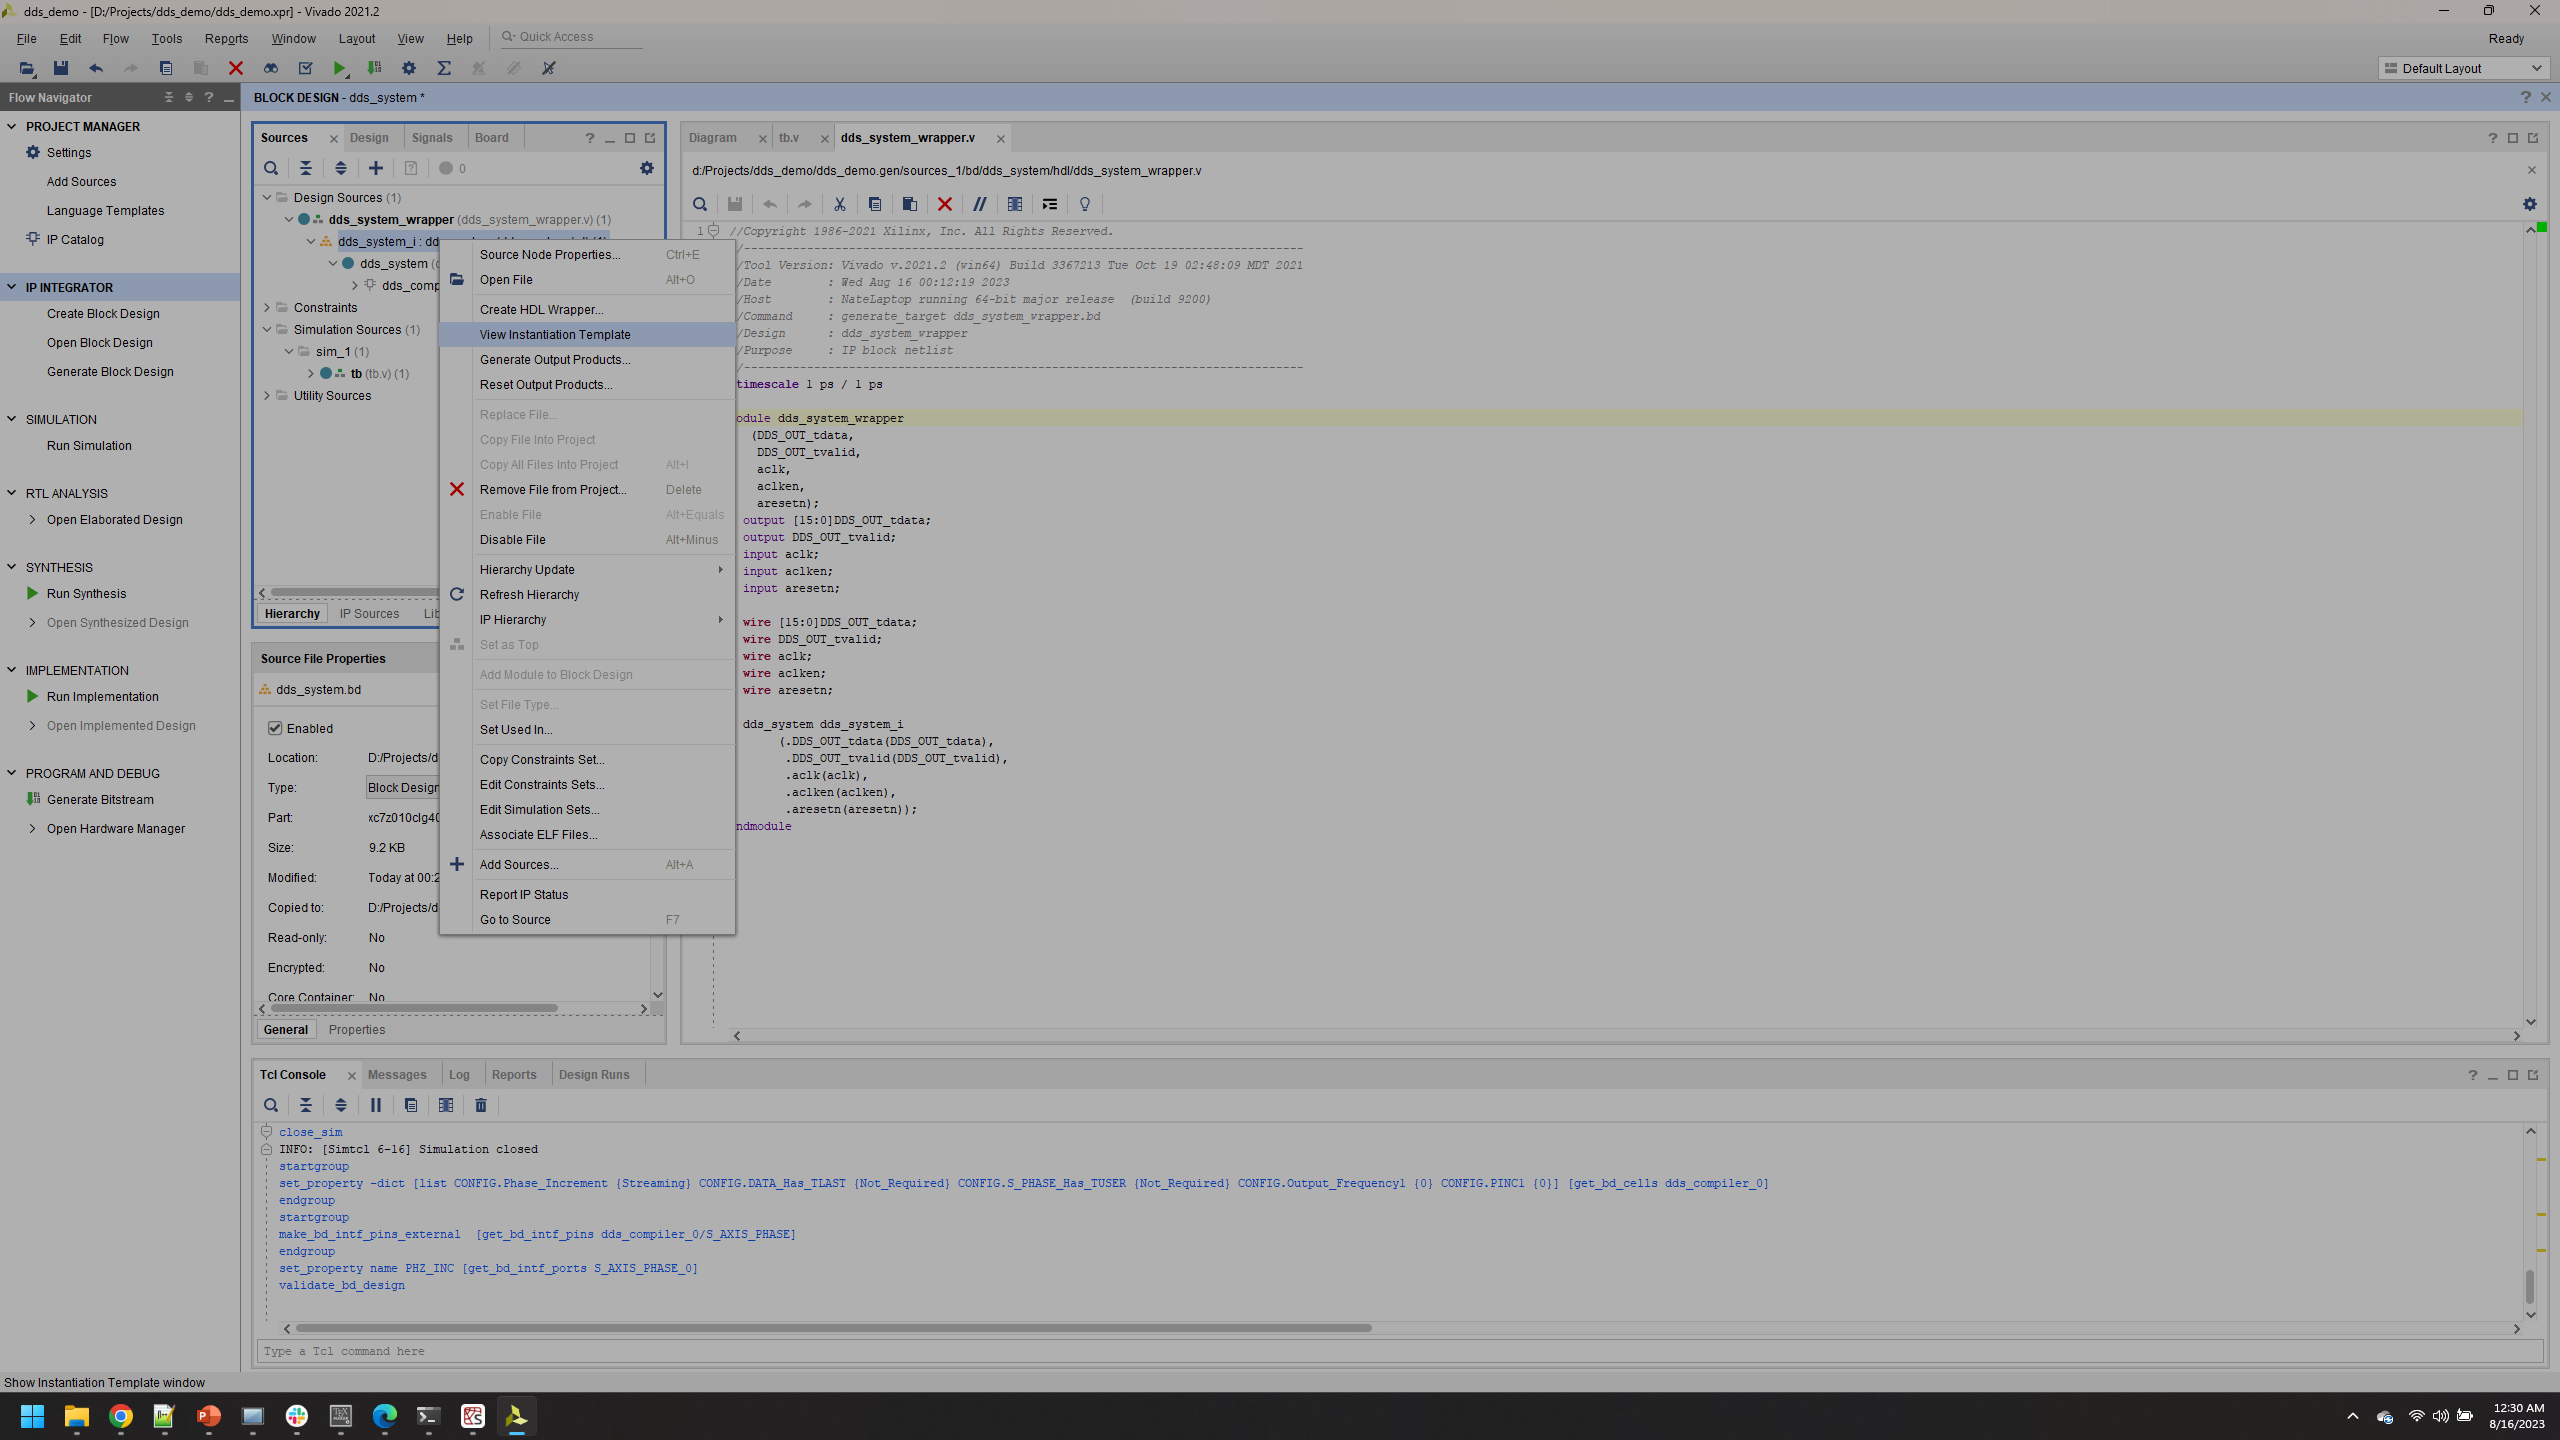 dds_demo - [D:/Projects/dds_demo/dds_demo.xpr] - Vivado 2021.2
File Edit Flow Tools Reports Window Layout View Help Quick Access
Ready
Default Layout
Flow Navigator
PROJECT MANAGER
Settings
Add Sources
Language Templates
IP Catalog
IP INTEGRATOR
Create Block Design
Open Block Design
Generate Block Design
SIMULATION
Run Simulation
RTL ANALYSIS
Open Elaborated Design
SYNTHESIS
Run Synthesis
Open Synthesized Design
IMPLEMENTATION
Run Implementation
Open Implemented Design
PROGRAM AND DEBUG
Generate Bitstream
Open Hardware Manager
BLOCK DESIGN - dds_system *
Sources Design Signals Board
0
Design Sources (1)
dds_system_wrapper (dds_system_wrapper.v) (1)
dds_system_i :
dds_system
dds_comp
Constraints
Simulation Sources (1)
sim_1 (1)
tb (tb.v) (1)
Utility Sources
Hierarchy IP Sources Lib
Source File Properties
dds_system.bd
Enabled
Location: D:/Projects/d
Type: Block Design
Part: xc7z010clg40
Size: 9.2 KB
Modified: Today at 00:2
Copied to: D:/Projects/d
Read-only: No
Encrypted: No
Core Container: No
General Properties
Source Node Properties... Ctrl+E
Open File Alt+O
Create HDL Wrapper...
View Instantiation Template
Generate Output Products...
Reset Output Products...
Replace File...
Copy File Into Project
Copy All Files Into Project Alt+I
Remove File from Project... Delete
Enable File Alt+Equals
Disable File Alt+Minus
Hierarchy Update
Refresh Hierarchy
IP Hierarchy
Set as Top
Add Module to Block Design
Set File Type...
Set Used In...
Copy Constraints Set...
Edit Constraints Sets...
Edit Simulation Sets...
Associate ELF Files...
Add Sources... Alt+A
Report IP Status
Go to Source F7
Diagram tb.v dds_system_wrapper.v
d:/Projects/dds_demo/dds_demo.gen/sources_1/bd/dds_system/hdl/dds_system_wrapper.v
1 //Copyright 1986-2021 Xilinx, Inc. All Rights Reserved.
/--------------------------------------------------------------------------------
/Tool Version: Vivado v.2021.2 (win64) Build 3367213 Tue Oct 19 02:48:09 MDT 2021
/Date : Wed Aug 16 00:12:19 2023
/Host : NateLaptop running 64-bit major release (build 9200)
/Command : generate_target dds_system_wrapper.bd
/Design : dds_system_wrapper
/Purpose : IP block netlist
/--------------------------------------------------------------------------------
timescale 1 ps / 1 ps
odule dds_system_wrapper
(DDS_OUT_tdata,
DDS_OUT_tvalid,
aclk,
aclken,
aresetn);
output [15:0]DDS_OUT_tdata;
output DDS_OUT_tvalid;
input aclk;
input aclken;
input aresetn;
wire [15:0]DDS_OUT_tdata;
wire DDS_OUT_tvalid;
wire aclk;
wire aclken;
wire aresetn;
dds_system dds_system_i
(.DDS_OUT_tdata(DDS_OUT_tdata),
.DDS_OUT_tvalid(DDS_OUT_tvalid),
.aclk(aclk),
.aclken(aclken),
.aresetn(aresetn));
ndmodule
Tcl Console Messages Log Reports Design Runs
close_sim
INFO: [Simtcl 6-16] Simulation closed
startgroup
set_property -dict [list CONFIG.Phase_Increment {Streaming} CONFIG.DATA_Has_TLAST {Not_Required} CONFIG.S_PHASE_Has_TUSER {Not_Required} CONFIG.Output_Frequency1 {0} CONFIG.PINC1 {0}] [get_bd_cells dds_compiler_0]
endgroup
startgroup
make_bd_intf_pins_external [get_bd_intf_pins dds_compiler_0/S_AXIS_PHASE]
endgroup
set_property name PHZ_INC [get_bd_intf_ports S_AXIS_PHASE_0]
validate_bd_design
Type a Tcl command here
Show Instantiation Template window
12:30 AM
8/16/2023